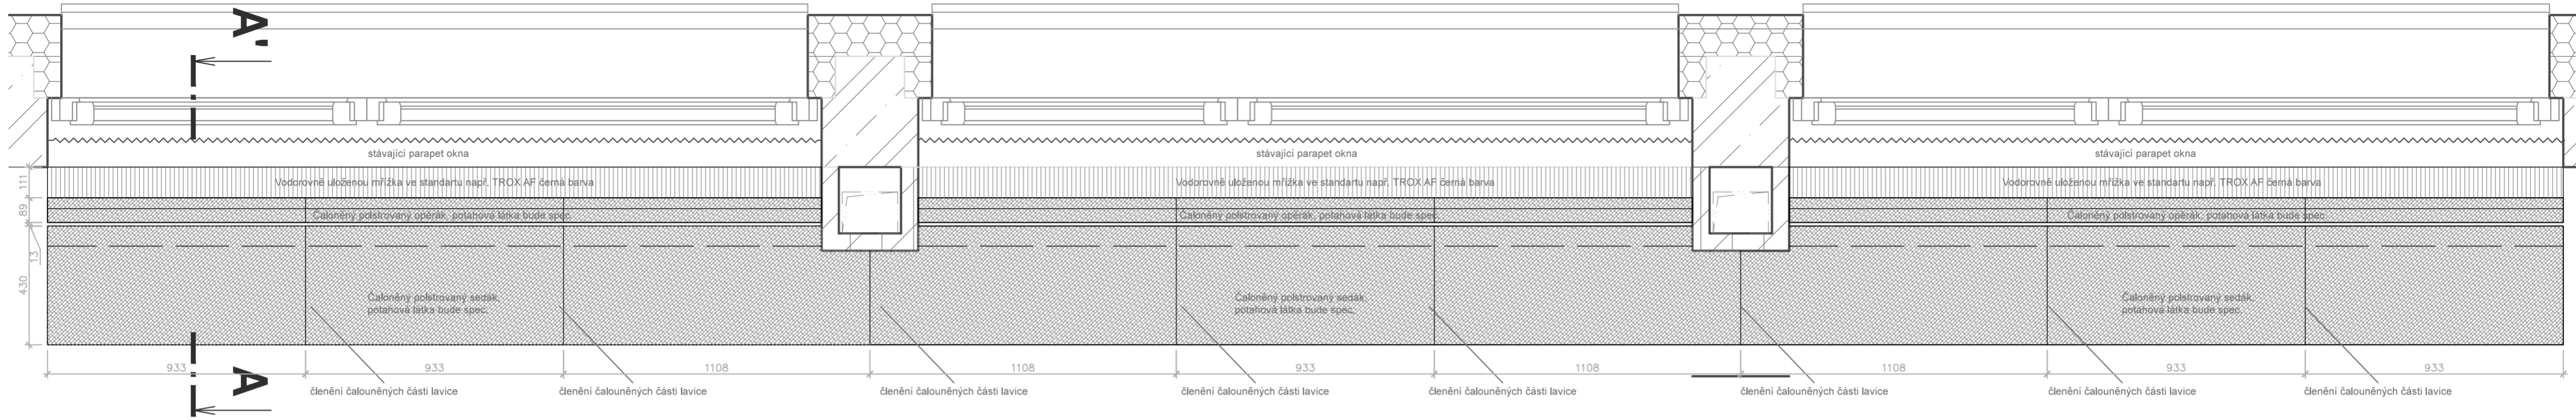 A'
stávající parapet okna
stávající parapet okna
stávající parapet okna
111
Vodorovně uloženou mřížka ve standartu např. TROX AF černá barva
Vodorovně uloženou mřížka ve standartu např. TROX AF černá barva
Vodorovně uloženou mřížka ve standartu např. TROX AF černá barva
89
Čaloněný polstrovaný opěrák, potahová látka bude spec.
Čaloněný polstrovaný opěrák, potahová látka bude spec.
Čaloněný polstrovaný opěrák, potahová látka bude spec.
13
430
Čaloněný polstrovaný sedák,
potahová látka bude spec.
Čaloněný polstrovaný sedák,
potahová látka bude spec.
Čaloněný polstrovaný sedák,
potahová látka bude spec.
933
933
1108
1108
933
1108
1108
933
933
A
členění čalouněných části lavice
členění čalouněných části lavice
členění čalouněných části lavice
členění čalouněných části lavice
členění čalouněných části lavice
členění čalouněných části lavice
členění čalouněných části lavice
členění čalouněných části lavice